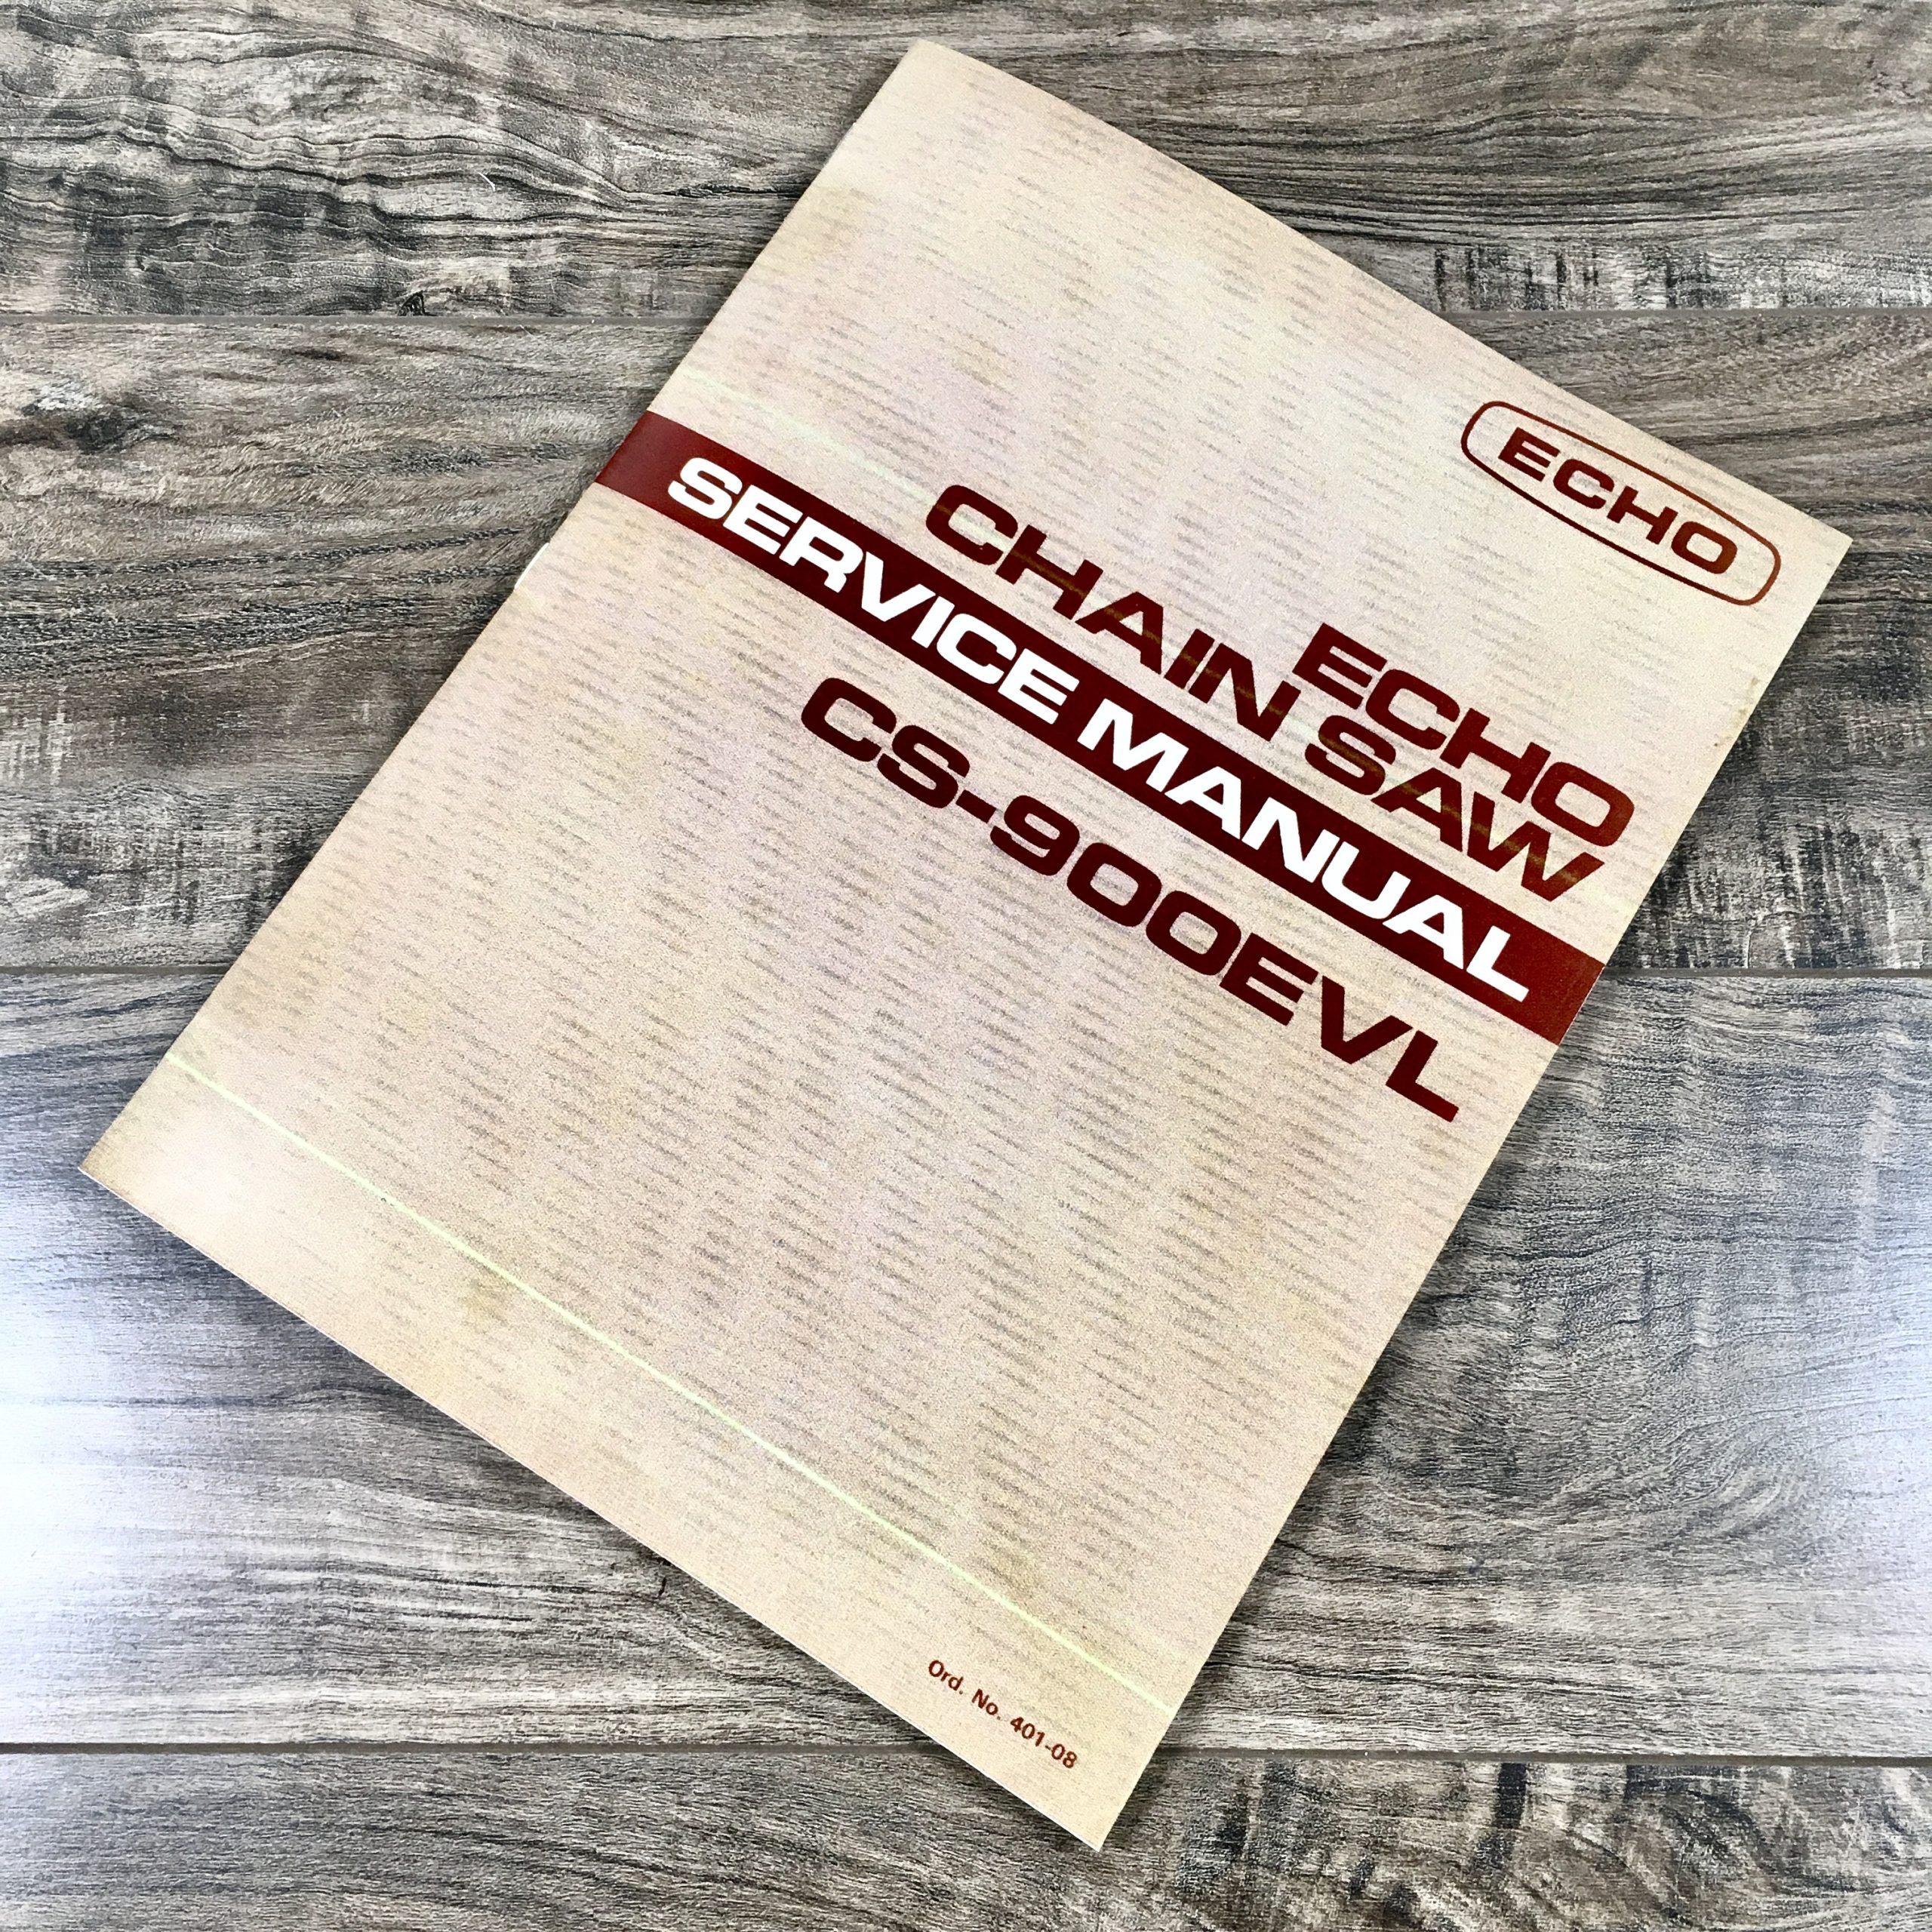 ECHO
ECHO
CHAIN SAW
SERVICE MANUAL
CS-900EVL
Ord. No. 401-08